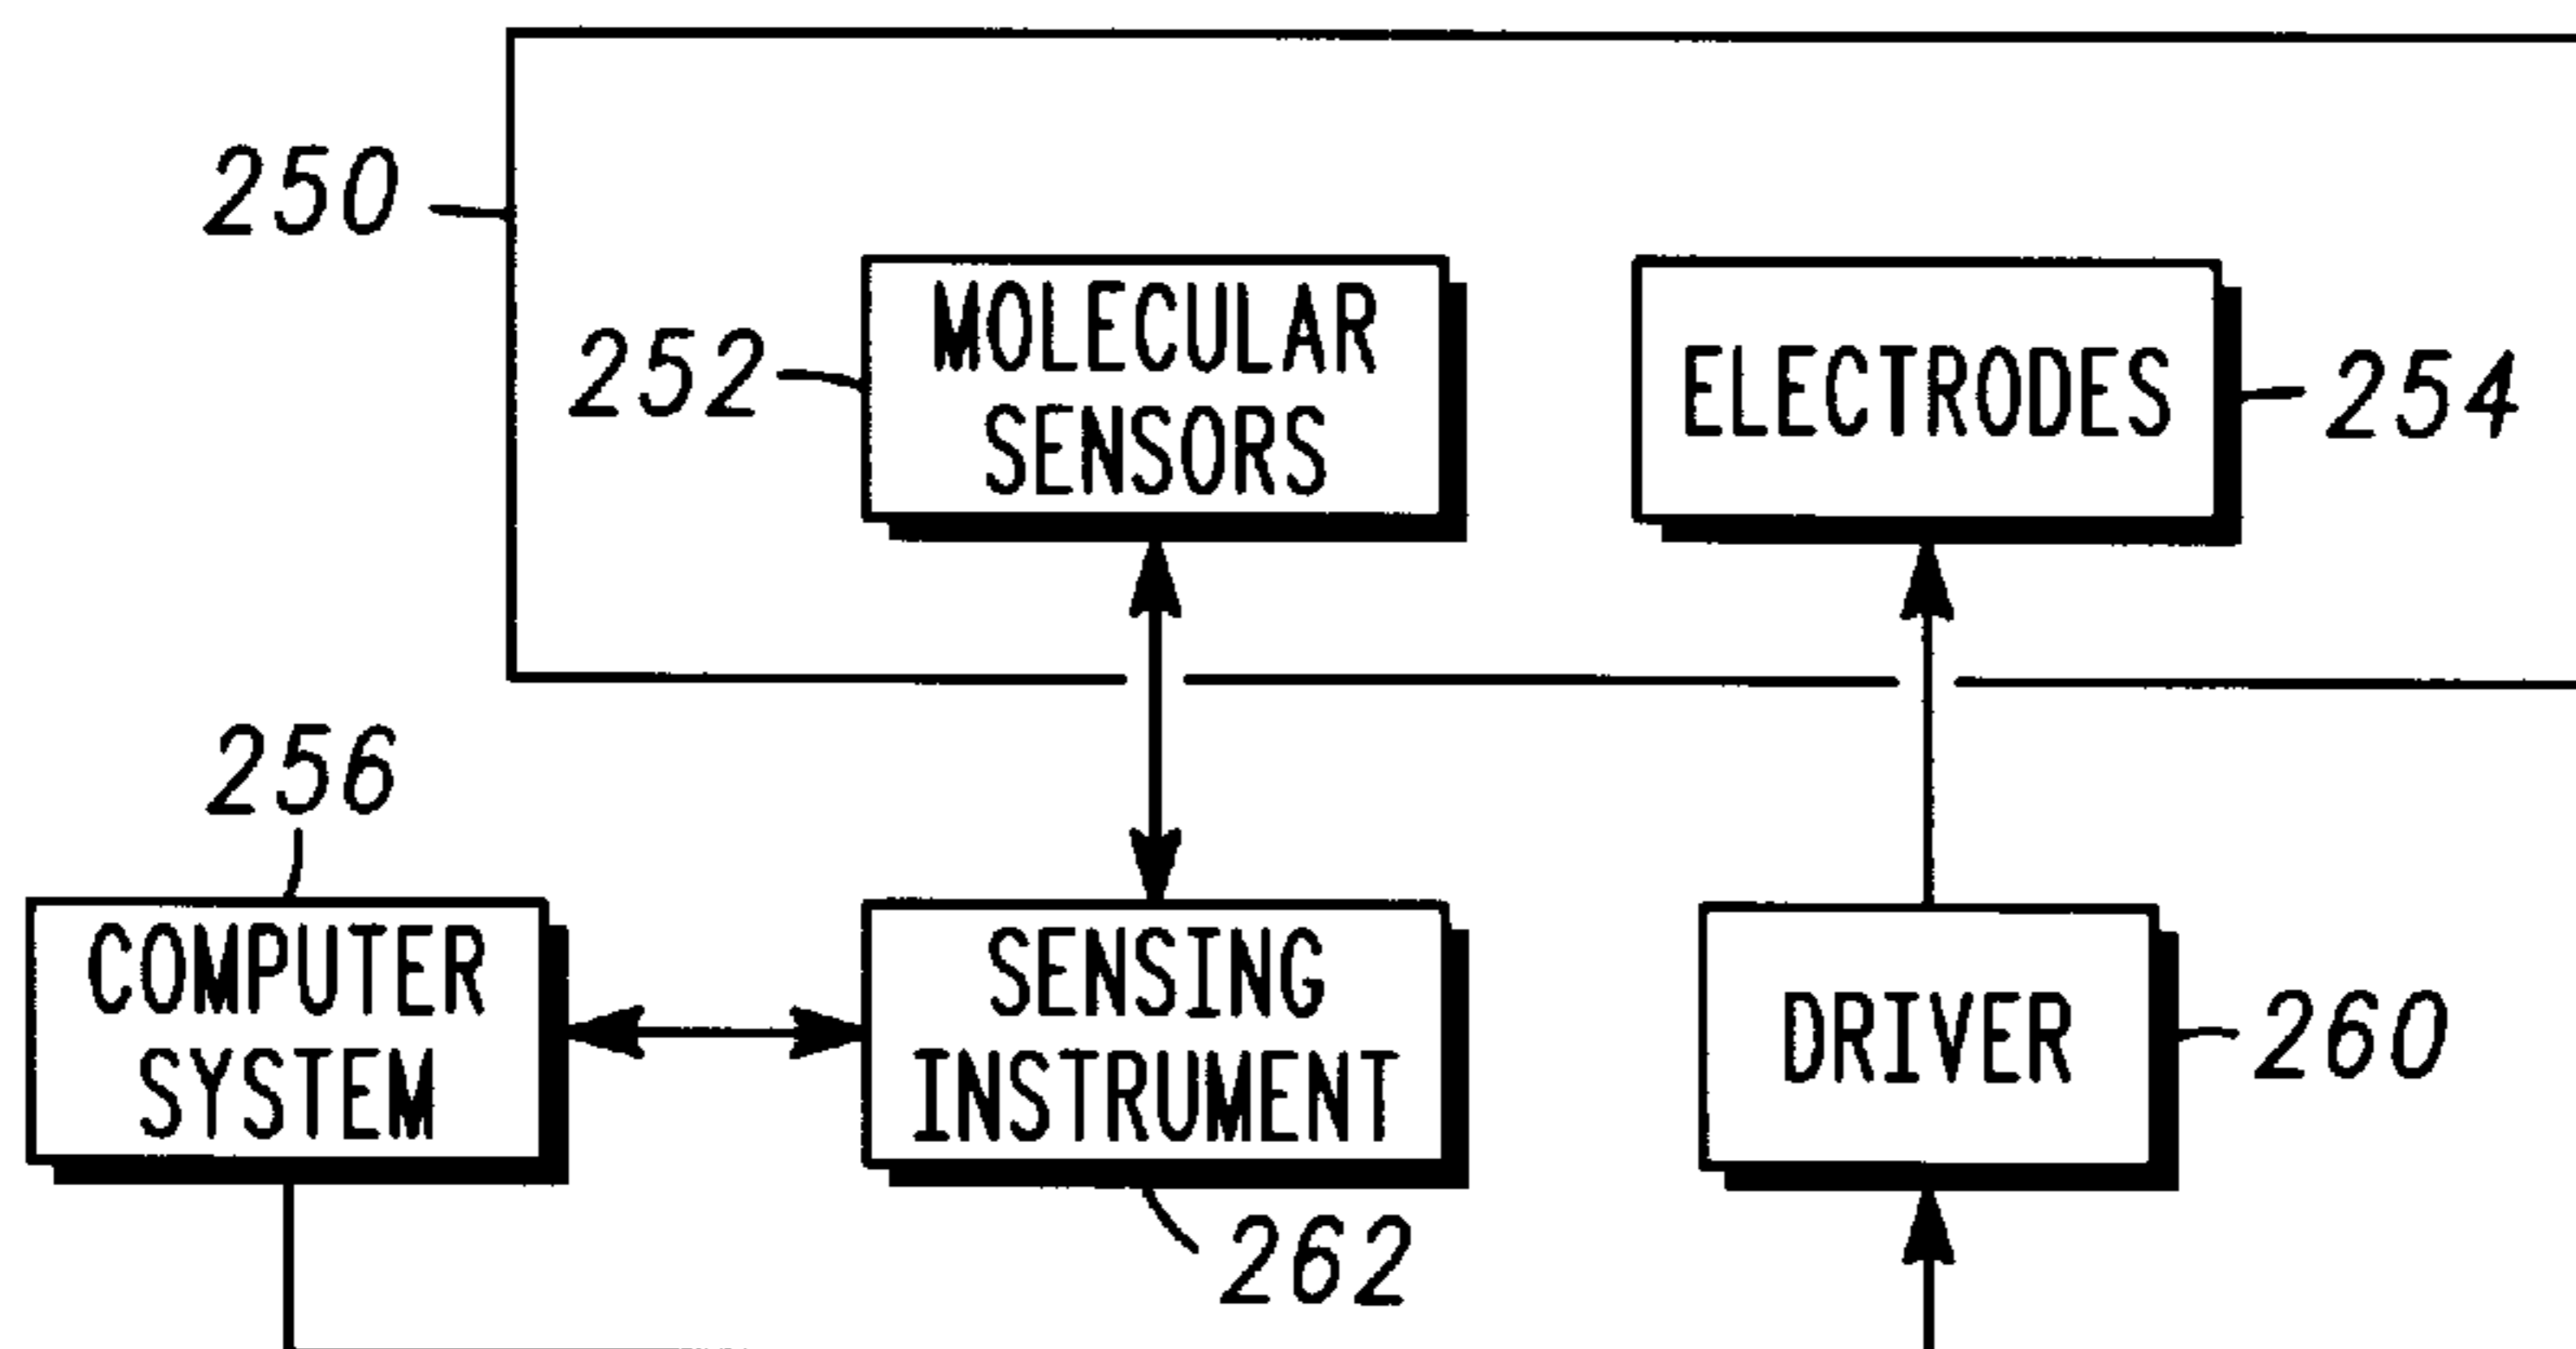 250
252
MOLECULAR
SENSORS
ELECTRODES
254
256
COMPUTER
SYSTEM
SENSING
INSTRUMENT
DRIVER
260
262